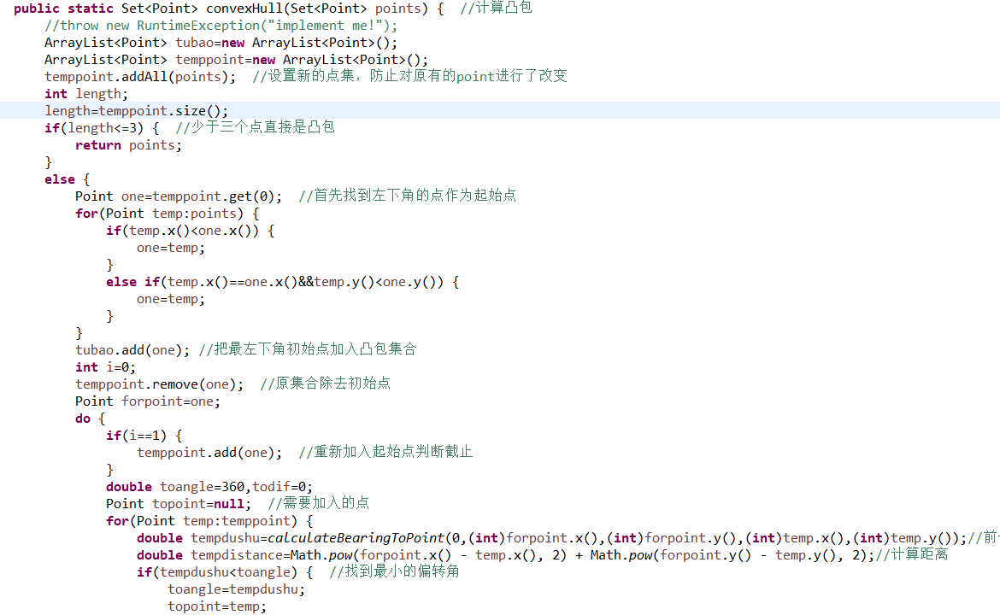 public static Set<Point> convexHull(Set<Point> points) {  //计算凸包
    //throw new RuntimeException("implement me!");
    ArrayList<Point> tubao=new ArrayList<Point>();
    ArrayList<Point> temppoint=new ArrayList<Point>();
    temppoint.addAll(points);  //设置新的点集，防止对原有的point进行了改变
    int length;
    length=temppoint.size();
    if(length<=3) {  //少于三个点直接是凸包
        return points;
    }
    else {
        Point one=temppoint.get(0);  //首先找到左下角的点作为起始点
        for(Point temp:points) {
            if(temp.x()<one.x()) {
                one=temp;
            }
            else if(temp.x()==one.x()&&temp.y()<one.y()) {
                one=temp;
            }
        }
        tubao.add(one); //把最左下角初始点加入凸包集合
        int i=0;
        temppoint.remove(one);  //原集合除去初始点
        Point forpoint=one;
        do {
            if(i==1) {
                temppoint.add(one);  //重新加入起始点判断截止
            }
            double toangle=360,todif=0;
            Point topoint=null;  //需要加入的点
            for(Point temp:temppoint) {
                double tempdushu=calculateBearingToPoint(0,(int)forpoint.x(),(int)forpoint.y(),(int)temp.x(),(int)temp.y());//前
                double tempdistance=Math.pow(forpoint.x() - temp.x(), 2) + Math.pow(forpoint.y() - temp.y(), 2);//计算距离
                if(tempdushu<toangle) {  //找到最小的偏转角
                    toangle=tempdushu;
                    topoint=temp;